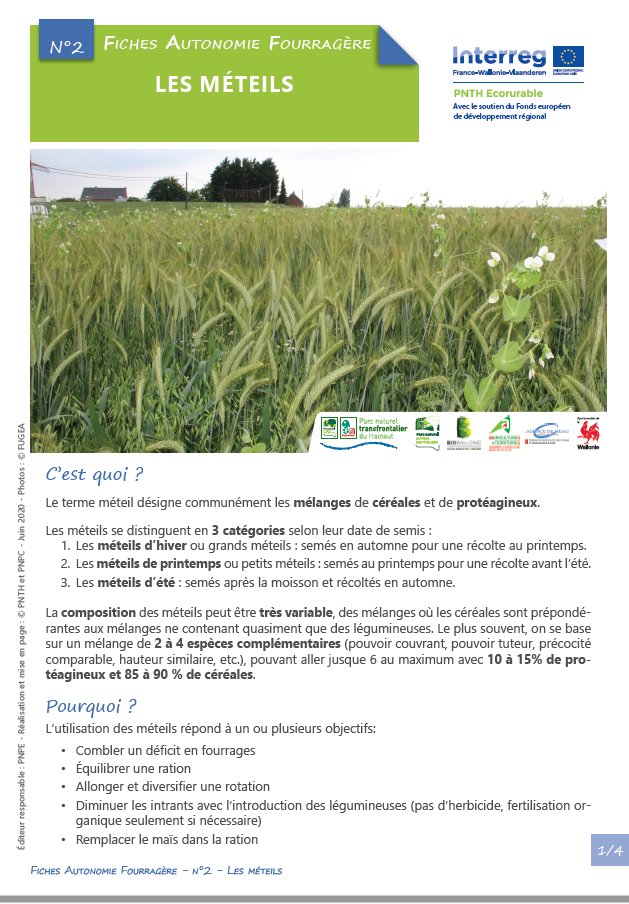 N°2
Fiches Autonomie Fourragère
LES MÉTEILS
Interreg
France-Wallonie-Vlaanderen
UNION EUROPÉENNE
EUROPESE UNIE
PNTH Ecorurable
Avec le soutien du Fonds européen
de développement régional
Parc naturel
transfrontalier
du Hainaut
Wallonie
Éditeur responsable : PNPE - Réalisation et mise en page : © PNTH et PNPC - Juin 2020 - Photos : © FUGEA
C'est quoi ?
Le terme méteil désigne communément les mélanges de céréales et de protéagineux.
Les méteils se distinguent en 3 catégories selon leur date de semis :
1. Les méteils d'hiver ou grands méteils : semés en automne pour une récolte au printemps.
2. Les méteils de printemps ou petits méteils : semés au printemps pour une récolte avant l'été.
3. Les méteils d'été : semés après la moisson et récoltés en automne.
La composition des méteils peut être très variable, des mélanges où les céréales sont prépondé-
rantes aux mélanges ne contenant quasiment que des légumineuses. Le plus souvent, on se base
sur un mélange de 2 à 4 espèces complémentaires (pouvoir couvrant, pouvoir tuteur, précocité
comparable, hauteur similaire, etc.), pouvant aller jusque 6 au maximum avec 10 à 15% de pro-
téagineux et 85 à 90 % de céréales.
Pourquoi ?
L'utilisation des méteils répond à un ou plusieurs objectifs:
• Combler un déficit en fourrages
• Équilibrer une ration
• Allonger et diversifier une rotation
• Diminuer les intrants avec l'introduction des légumineuses (pas d'herbicide, fertilisation or-
ganique seulement si nécessaire)
• Remplacer le maïs dans la ration
1/4
Fiches Autonomie Fourragère - n°2 - Les méteils